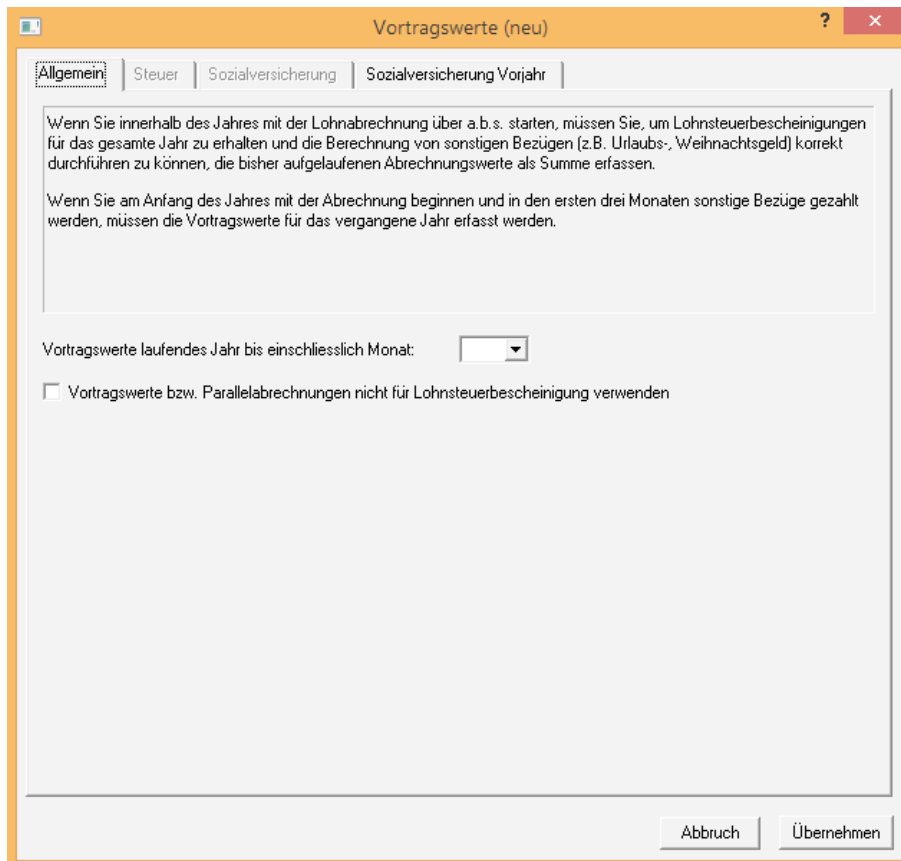 Vortragswerte (neu)
?
Allgemein
Steuer
Sozialversicherung
Sozialversicherung Vorjahr
Wenn Sie innerhalb des Jahres mit der Lohnabrechnung über a.b.s. starten, müssen Sie, um Lohnsteuerbescheinigungen
für das gesamte Jahr zu erhalten und die Berechnung von sonstigen Bezügen (z.B. Urlaubs-, Weihnachtsgeld) korrekt
durchführen zu können, die bisher aufgelaufenen Abrechnungswerte als Summe erfassen.
Wenn Sie am Anfang des Jahres mit der Abrechnung beginnen und in den ersten drei Monaten sonstige Bezüge gezahlt
werden, müssen die Vortragswerte für das vergangene Jahr erfasst werden.
Vortragswerte laufendes Jahr bis einschliesslich Monat:
Vortragswerte bzw. Parallelabrechnungen nicht für Lohnsteuerbescheinigung verwenden
Abbruch
Übernehmen